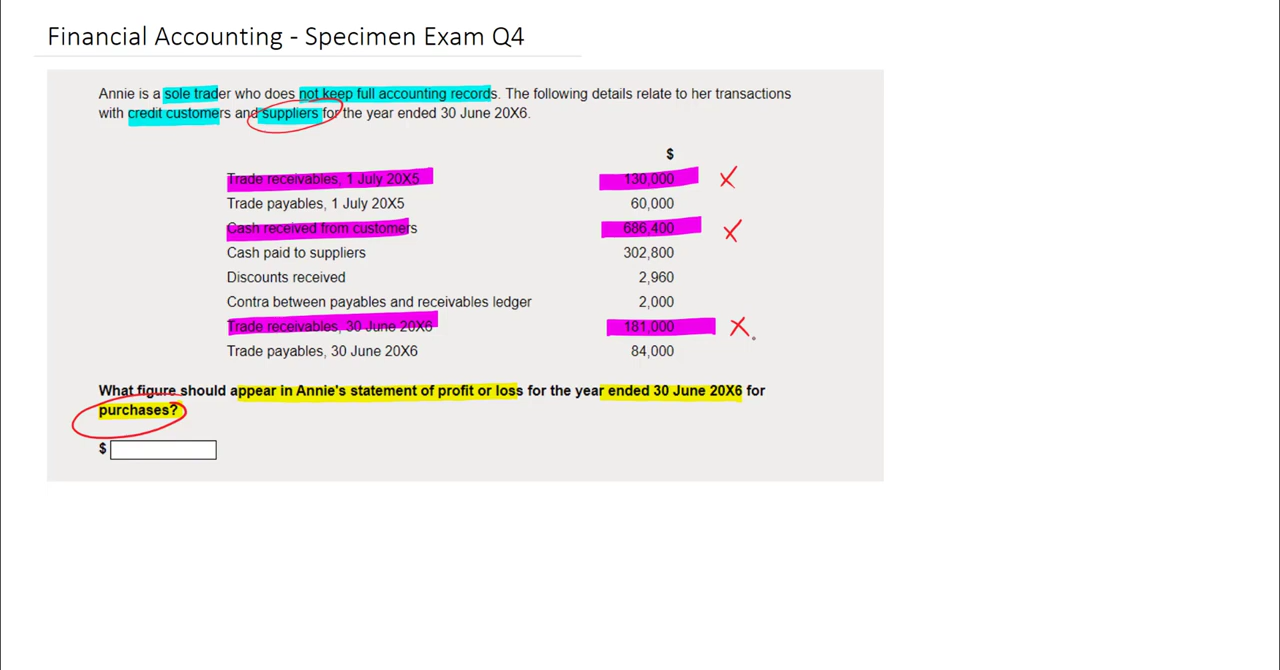 Financial Accounting - Specimen Exam Q4
Annie is a sole trader who does not keep full accounting records. The following details relate to her transactions
with credit customers and suppliers for the year ended 30 June 20X6.
$
Trade receivables, 1 July 20X5 130,000
Trade payables, 1 July 20X5 60,000
Cash received from customers 686,400
Cash paid to suppliers 302,800
Discounts received 2,960
Contra between payables and receivables ledger 2,000
Trade receivables, 30 June 20X6 181,000
Trade payables, 30 June 20X6 84,000
What figure should appear in Annie's statement of profit or loss for the year ended 30 June 20X6 for
purchases?
$